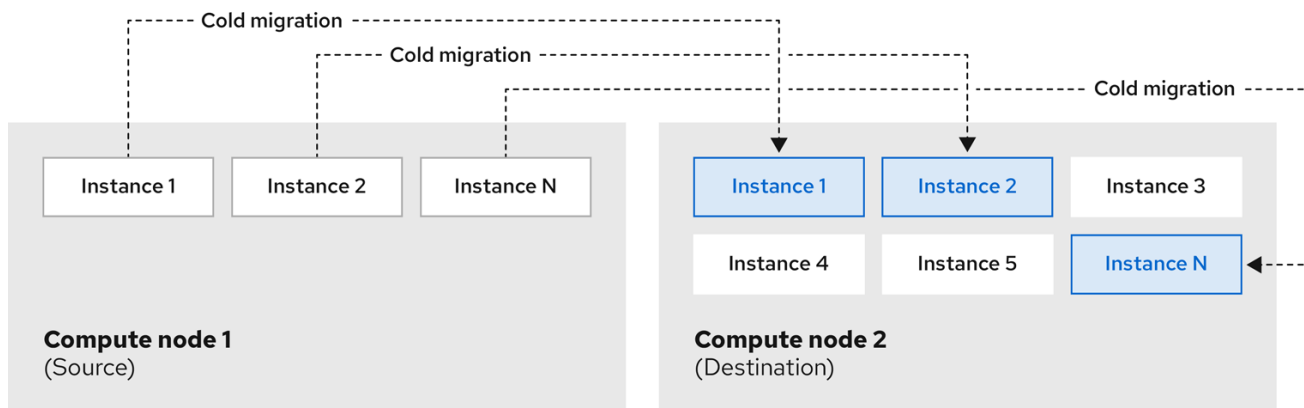 Cold migration
Cold migration
Cold migration
Instance 1
Instance 2
Instance N
Compute node 1
(Source)
Instance 1
Instance 2
Instance 3
Instance 4
Instance 5
Instance N
Compute node 2
(Destination)